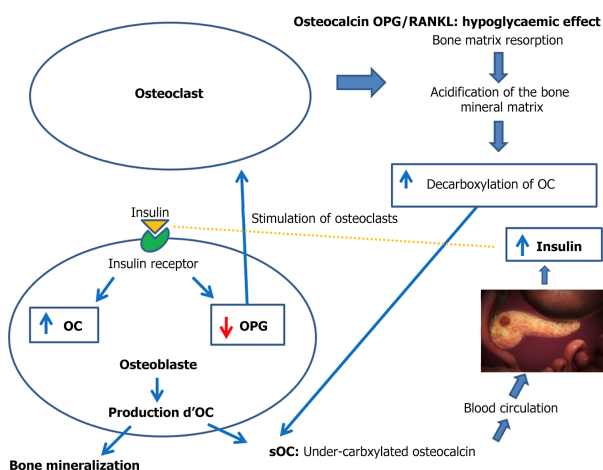 Osteocalcin OPG/RANKL: hypoglycaemic effect
Bone matrix resorption
Osteoclast
Acidification of the bone
mineral matrix
Decarboxylation of OC
Insulin
Stimulation of osteoclasts
Insulin
Insulin receptor
OC
OPG
Osteoblaste
Production d'OC
Blood circulation
sOC: Under-carbxylated osteocalcin
Bone mineralization